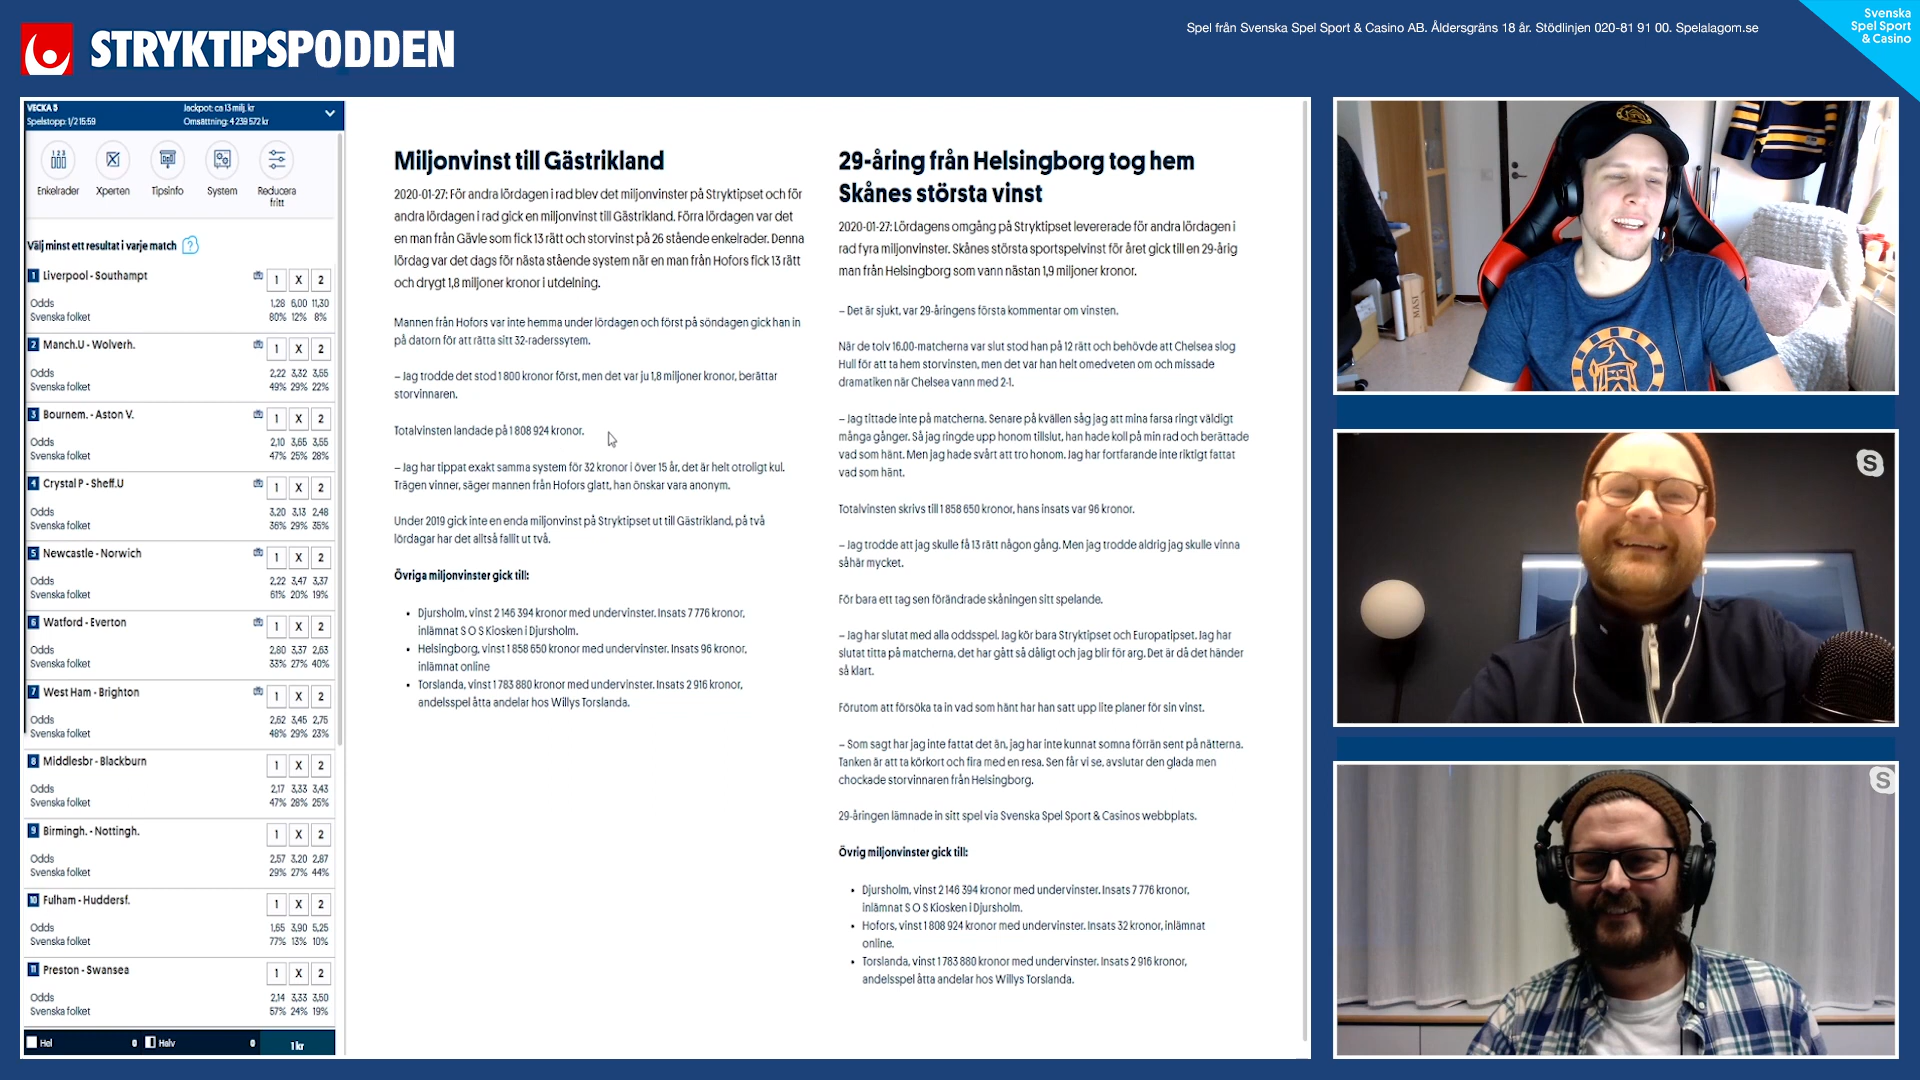 STRYKTIPSPODDEN
Spel från Svenska Spel Sport & Casino AB. Åldersgräns 18 år. Stödlinjen 020-81 91 00. Spelalagom.se
Svenska
Spel Sport
& Casino
VECKA 5
Jackpot: ca 13 milj. kr
Spelstopp: 1/2 15:59
Omsättning: 4 239 572 kr
Enkelrader
Xperten
Tipsinfo
System
Reducera
fritt
Välj minst ett resultat i varje match ?
1 Liverpool - Southampt 1 X 2
Odds 1,28 6,00 11,30
Svenska folket 80% 12% 8%
2 Manch.U - Wolverh. 1 X 2
Odds 2,22 3,32 3,55
Svenska folket 49% 29% 22%
3 Bournem. - Aston V. 1 X 2
Odds 2,10 3,65 3,55
Svenska folket 47% 25% 28%
4 Crystal P - Sheff.U 1 X 2
Odds 3,20 3,13 2,48
Svenska folket 36% 29% 35%
5 Newcastle - Norwich 1 X 2
Odds 2,22 3,47 3,37
Svenska folket 61% 20% 19%
6 Watford - Everton 1 X 2
Odds 2,80 3,37 2,63
Svenska folket 33% 27% 40%
7 West Ham - Brighton 1 X 2
Odds 2,62 3,45 2,75
Svenska folket 48% 29% 23%
8 Middlesbr - Blackburn 1 X 2
Odds 2,17 3,33 3,43
Svenska folket 47% 28% 25%
9 Birmingh. - Nottingh. 1 X 2
Odds 2,57 3,20 2,87
Svenska folket 29% 27% 44%
10 Fulham - Huddersf. 1 X 2
Odds 1,65 3,90 5,25
Svenska folket 77% 13% 10%
11 Preston - Swansea 1 X 2
Odds 2,14 3,33 3,50
Svenska folket 57% 24% 19%
Hel 0 Halv 0 1 kr
Miljonvinst till Gästrikland
2020-01-27: För andra lördagen i rad blev det miljonvinster på Stryktipset och för
andra lördagen i rad gick en miljonvinst till Gästrikland. Förra lördagen var det
en man från Gävle som fick 13 rätt och storvinst på 26 stående enkelrader. Denna
lördag var det dags för nästa stående system när en man från Hofors fick 13 rätt
och drygt 1,8 miljoner kronor i utdelning.
Mannen från Hofors var inte hemma under lördagen och först på söndagen gick han in
på datorn för att rätta sitt 32-raderssytem.
– Jag trodde det stod 1 800 kronor först, men det var ju 1,8 miljoner kronor, berättar
storvinnaren.
Totalvinsten landade på 1 808 924 kronor.
– Jag har tippat exakt samma system för 32 kronor i över 15 år, det är helt otroligt kul.
Trägen vinner, säger mannen från Hofors glatt, han önskar vara anonym.
Under 2019 gick inte en enda miljonvinst på Stryktipset ut till Gästrikland, på två
lördagar har det alltså fallit ut två.
Övriga miljonvinster gick till:
• Djursholm, vinst 2 146 394 kronor med undervinster. Insats 7 776 kronor,
inlämnat S O S Kiosken i Djursholm.
• Helsingborg, vinst 1 858 650 kronor med undervinster. Insats 96 kronor,
inlämnat online
• Torslanda, vinst 1 783 880 kronor med undervinster. Insats 2 916 kronor,
andelsspel åtta andelar hos Willys Torslanda.
29-åring från Helsingborg tog hem
Skånes största vinst
2020-01-27: Lördagens omgång på Stryktipset levererade för andra lördagen i
rad fyra miljonvinster. Skånes största sportspelvinst för året gick till en 29-årig
man från Helsingborg som vann nästan 1,9 miljoner kronor.
– Det är sjukt, var 29-åringens första kommentar om vinsten.
När de tolv 16.00-matcherna var slut stod han på 12 rätt och behövde att Chelsea slog
Hull för att ta hem storvinsten, men det var han helt omedveten om och missade
dramatiken när Chelsea vann med 2-1.
– Jag tittade inte på matcherna. Senare på kvällen såg jag att mina farsa ringt väldigt
många gånger. Så jag ringde upp honom tillslut, han hade koll på min rad och berättade
vad som hänt. Men jag hade svårt att tro honom. Jag har fortfarande inte riktigt fattat
vad som hänt.
Totalvinsten skrivs till 1 858 650 kronor, hans insats var 96 kronor.
– Jag trodde att jag skulle få 13 rätt någon gång. Men jag trodde aldrig jag skulle vinna
såhär mycket.
För bara ett tag sen förändrade skåningen sitt spelande.
– Jag har slutat med alla oddsspel. Jag kör bara Stryktipset och Europatipset. Jag har
slutat titta på matcherna, det har gått så dåligt och jag blir för arg. Det är då det händer
så klart.
Förutom att försöka ta in vad som hänt har han satt upp lite planer för sin vinst.
– Som sagt har jag inte fattat det än, jag har inte kunnat somna förrän sent på nätterna.
Tanken är att ta körkort och fira med en resa. Sen får vi se, avslutar den glada men
chockade storvinnaren från Helsingborg.
29-åringen lämnade in sitt spel via Svenska Spel Sport & Casinos webbplats.
Övrig miljonvinster gick till:
• Djursholm, vinst 2 146 394 kronor med undervinster. Insats 7 776 kronor,
inlämnat S O S Kiosken i Djursholm.
• Hofors, vinst 1 808 924 kronor med undervinster. Insats 32 kronor, inlämnat
online.
• Torslanda, vinst 1 783 880 kronor med undervinster. Insats 2 916 kronor,
andelsspel åtta andelar hos Willys Torslanda.
S
S